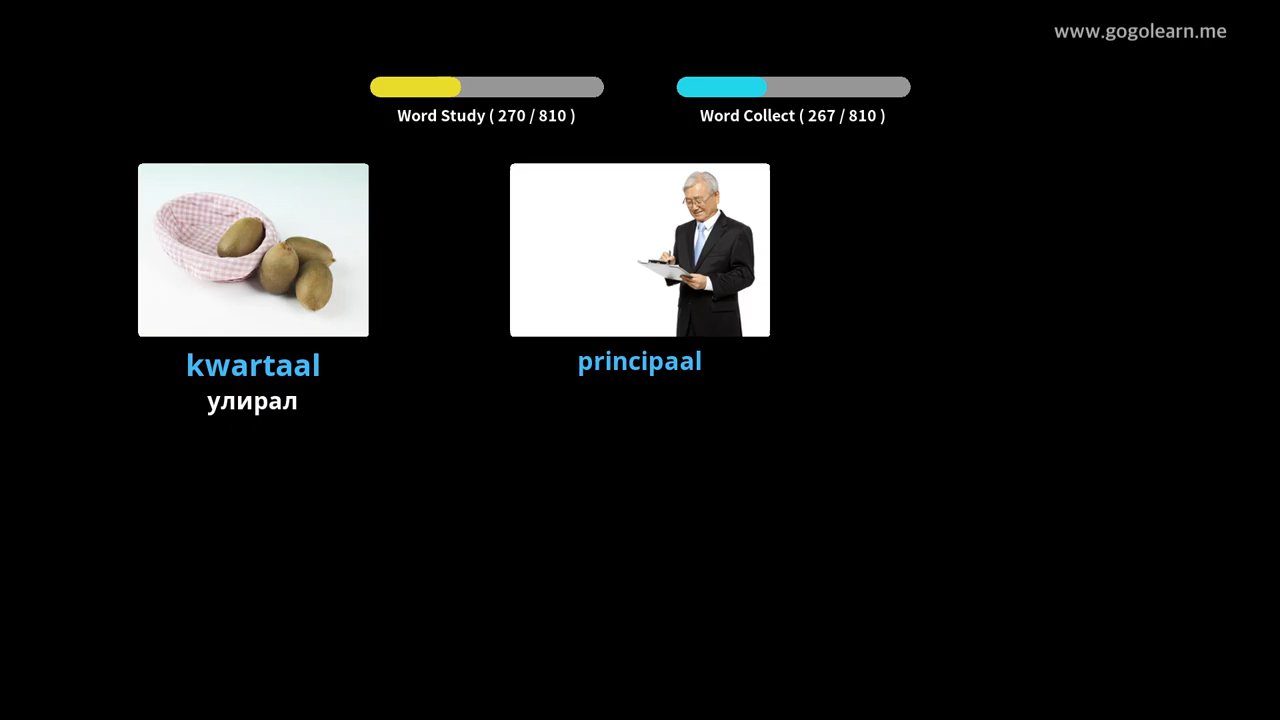 www.gogolearn.me
Word Study ( 270 / 810 )
Word Collect ( 267 / 810 )
kwartaal
улирал
principaal